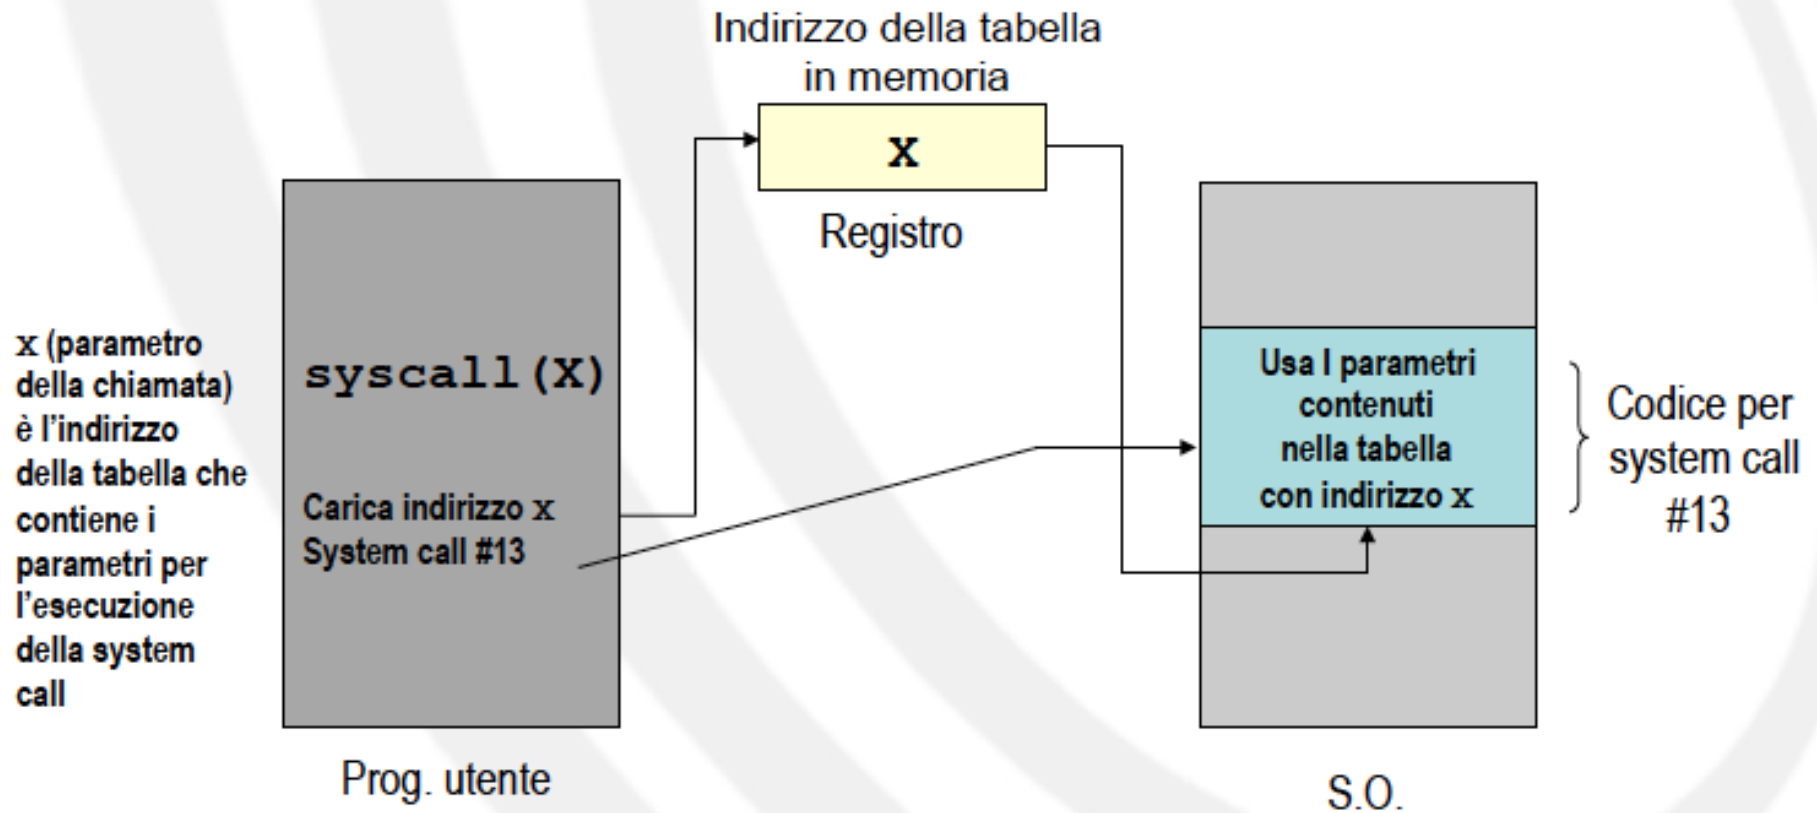 Indirizzo della tabella
in memoria
x
Registro
x (parametro
della chiamata)
è l'indirizzo
della tabella che
contiene i
parametri per
l'esecuzione
della system
call
syscall(X)
Carica indirizzo x
System call #13
Prog. utente
Usa I parametri
contenuti
nella tabella
con indirizzo x
Codice per
system call
#13
S.O.